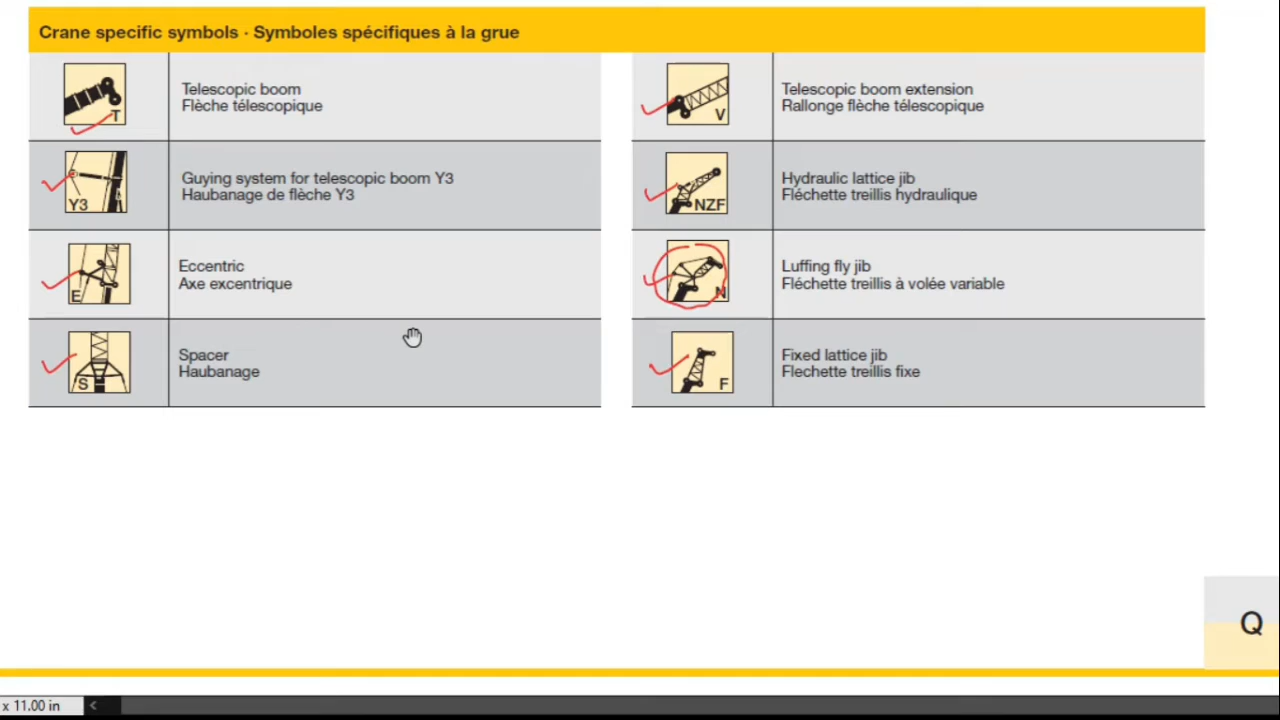 Crane specific symbols · Symboles spécifiques à la grue
T
Telescopic boom
Flèche télescopique
Y3
Guying system for telescopic boom Y3
Haubanage de flèche Y3
E
Eccentric
Axe excentrique
S
Spacer
Haubanage
V
Telescopic boom extension
Rallonge flèche télescopique
NZF
Hydraulic lattice jib
Fléchette treillis hydraulique
N
Luffing fly jib
Fléchette treillis à volée variable
F
Fixed lattice jib
Flechette treillis fixe
Q
x 11.00 in